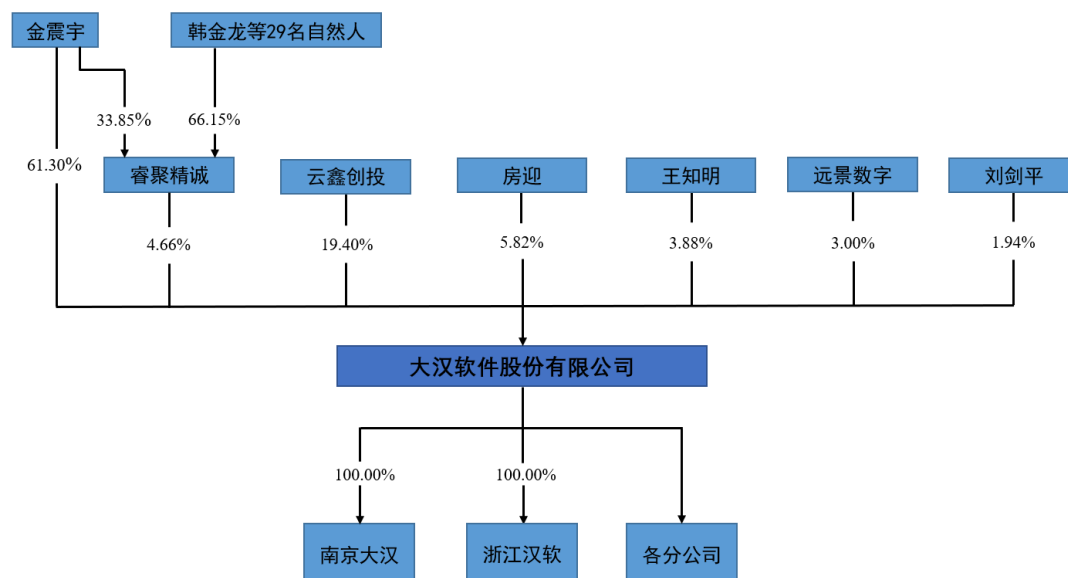 金震宇
韩金龙等29名自然人
33.85%
66.15%
61.30%
睿聚精诚
云鑫创投
房迎
王知明
远景数字
刘剑平
4.66%
19.40%
5.82%
3.88%
3.00%
1.94%
大汉软件股份有限公司
100.00%
100.00%
南京大汉
浙江汉软
各分公司